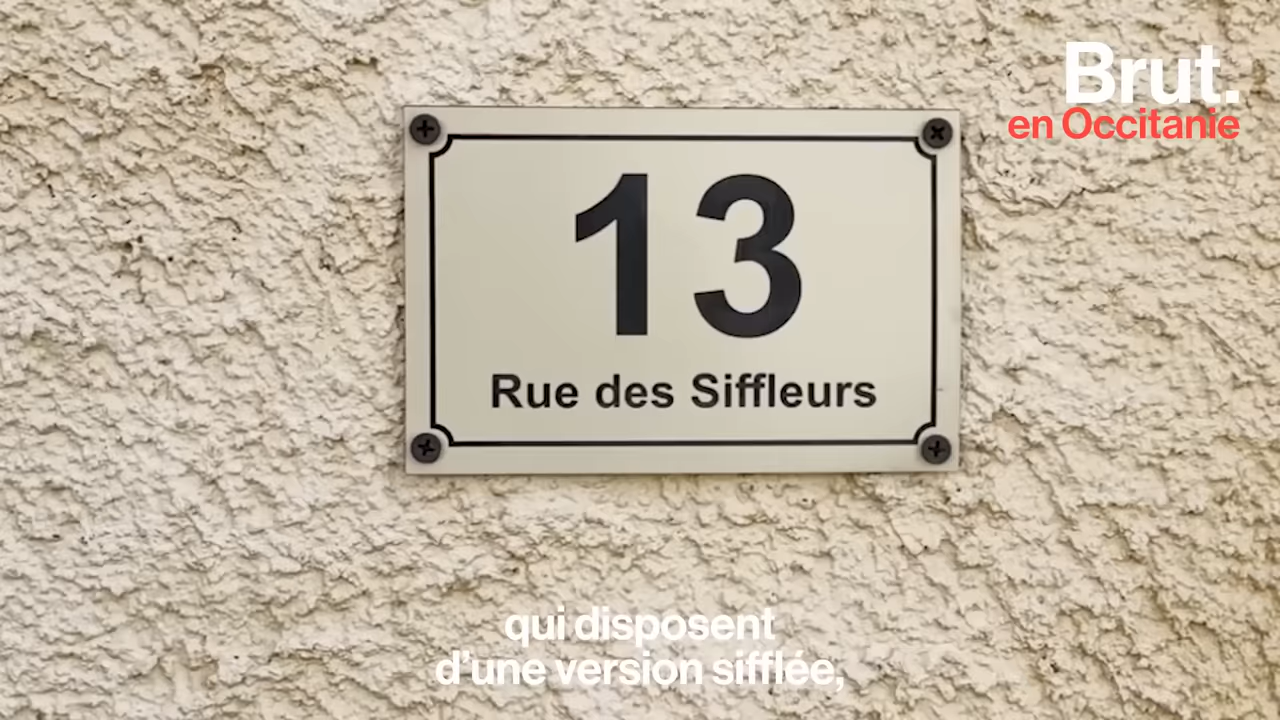 Brut.
en Occitanie
13
Rue des Siffleurs
qui disposent
d'une version sifflée,